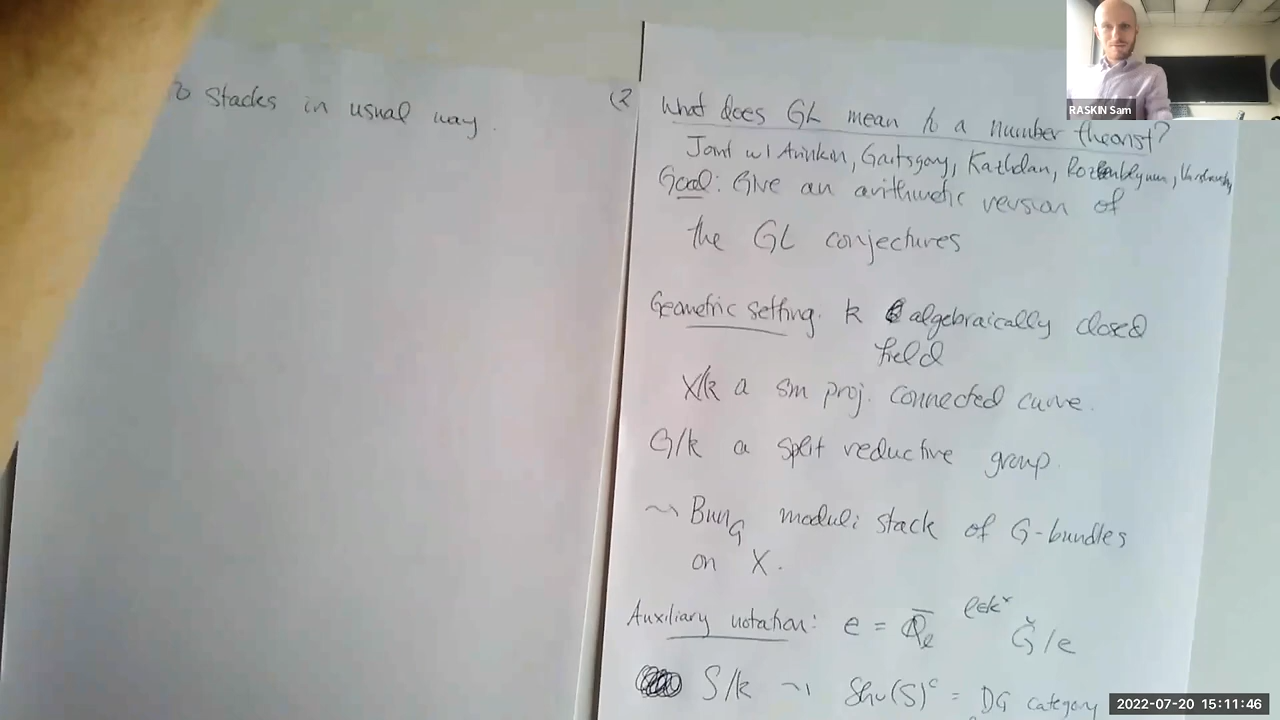 to stacks in usual way.
(2
What does GL mean to a number theorist?
Joint w/ Arinkin, Gaitsgory, Kazhdan, Rozenblyum, Varshavsky
Goal: Give an arithmetic version of
the GL conjectures
Geometric setting. k algebraically closed
field
X/k a sm proj. connected curve.
G/k a split reductive group.
⇝ Bun_G moduli stack of G-bundles
on X.
Auxiliary notation: e = Q̄_ℓ ℓ∈k^× Ǧ/e
S/k ⇝ Shv(S)^c = DG category
RASKIN Sam
2022-07-20 15:11:46